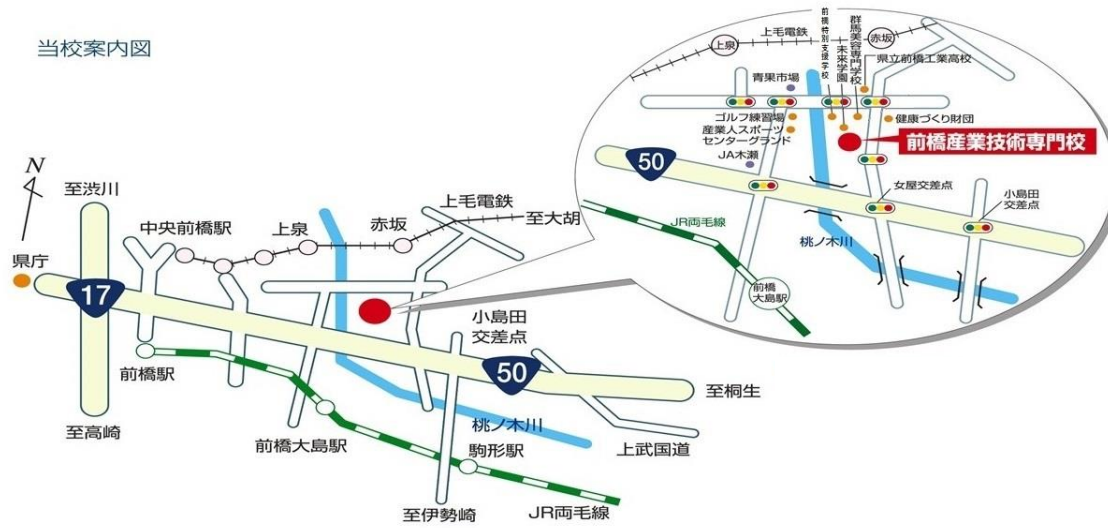 当校案内図
N
至渋川
県庁
17
中央前橋駅
上泉
赤坂
上毛電鉄
至大胡
小島田
交差点
50
至桐生
前橋駅
至高崎
前橋大島駅
桃ノ木川
駒形駅
上武国道
至伊勢崎
JR両毛線
上泉
上毛電鉄
赤坂
前橋特別支援学校
未来学園
群馬美容専門学校
県立前橋工業高校
青果市場
ゴルフ練習場
産業人スポーツ
センターグランド
JA木瀬
健康づくり財団
前橋産業技術専門校
50
女屋交差点
小島田
交差点
JR両毛線
桃ノ木川
前橋
大島駅